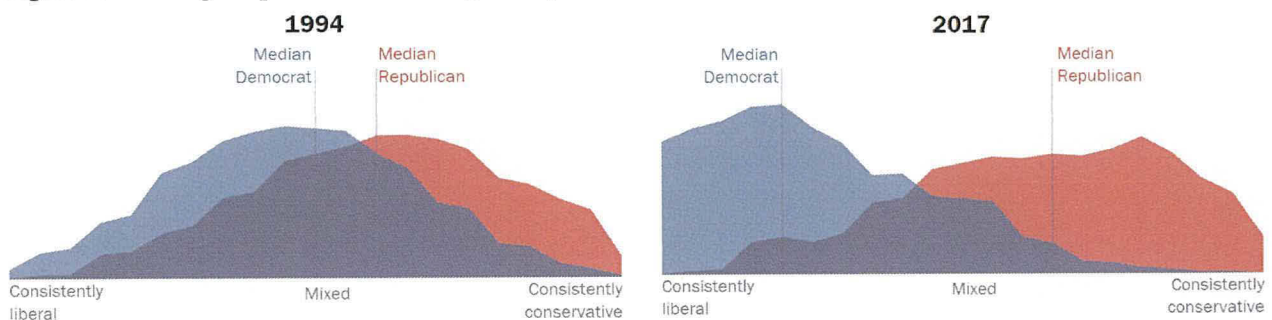 1994
Median
Democrat
Median
Republican
Consistently
liberal
Mixed
Consistently
conservative
2017
Median
Democrat
Median
Republican
Consistently
liberal
Mixed
Consistently
conservative